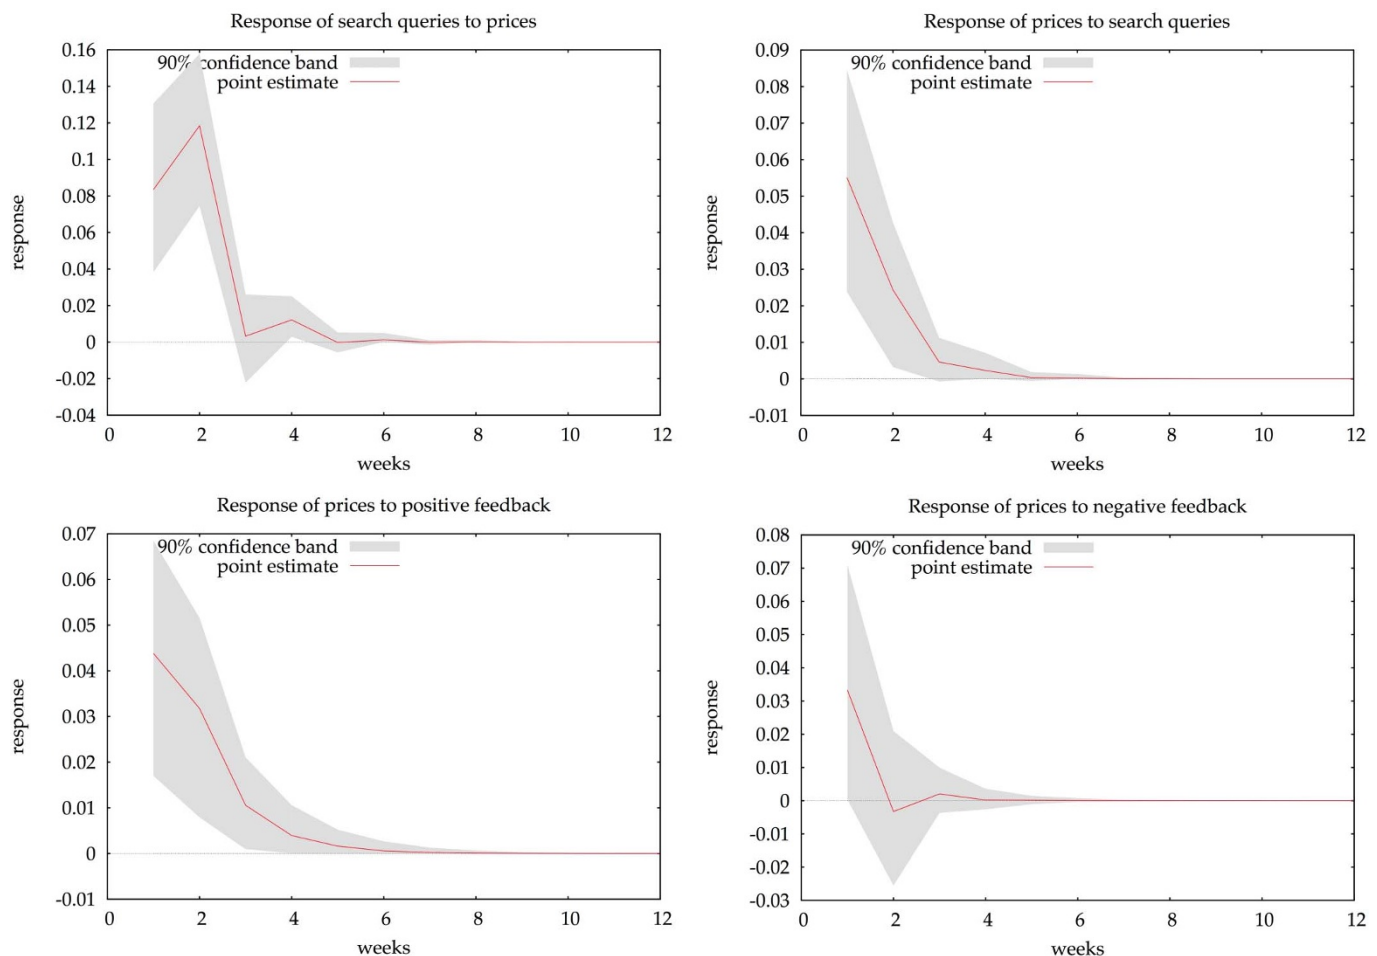 Response of search queries to prices
90% confidence band
point estimate
0.16
0.14
0.12
0.1
0.08
0.06
0.04
0.02
0
-0.02
-0.04
response
0 2 4 6 8 10 12
weeks
Response of prices to search queries
90% confidence band
point estimate
0.09
0.08
0.07
0.06
0.05
0.04
0.03
0.02
0.01
0
-0.01
response
0 2 4 6 8 10 12
weeks
Response of prices to positive feedback
90% confidence band
point estimate
0.07
0.06
0.05
0.04
0.03
0.02
0.01
0
-0.01
response
0 2 4 6 8 10 12
weeks
Response of prices to negative feedback
90% confidence band
point estimate
0.08
0.07
0.06
0.05
0.04
0.03
0.02
0.01
0
-0.01
-0.02
-0.03
response
0 2 4 6 8 10 12
weeks